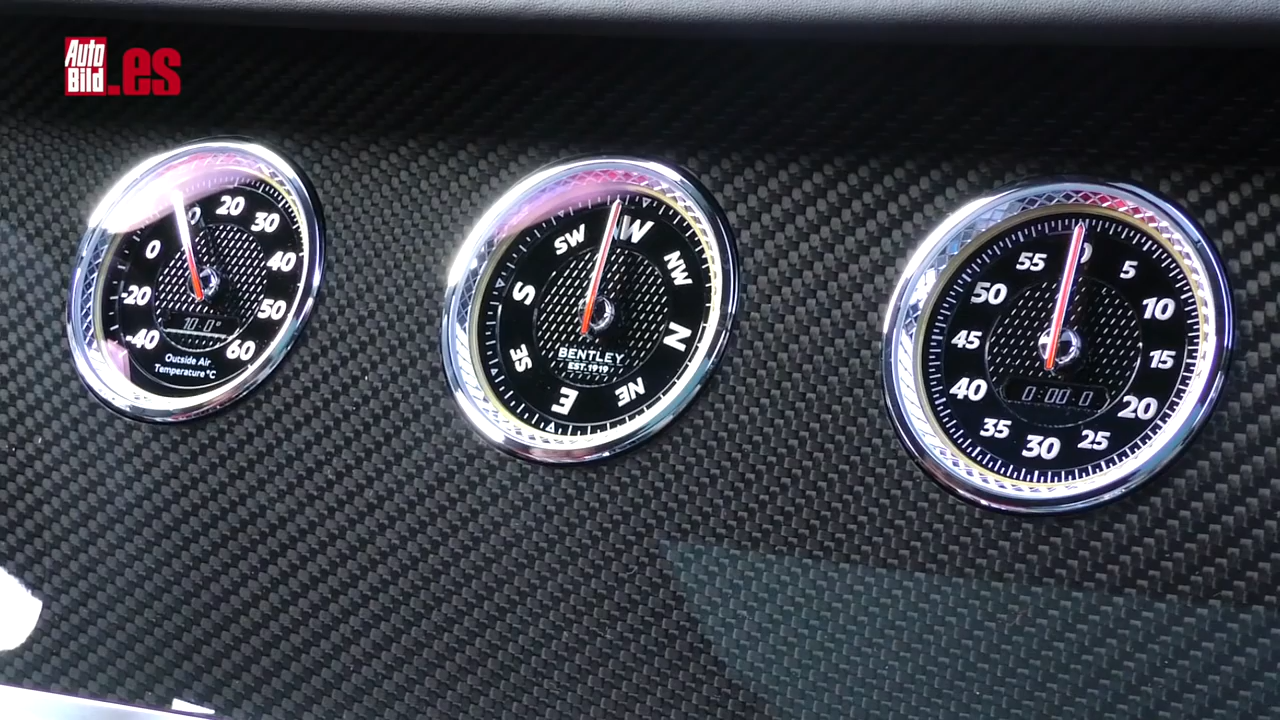 Auto
Bild
.es
20
30
0
40
-20
50
-40
60
10.0°
Outside Air
Temperature °C
W
SW
NW
S
N
SE
NE
E
BENTLEY
EST. 1919
0
55
5
50
10
45
15
40
20
35
25
30
0:00 0